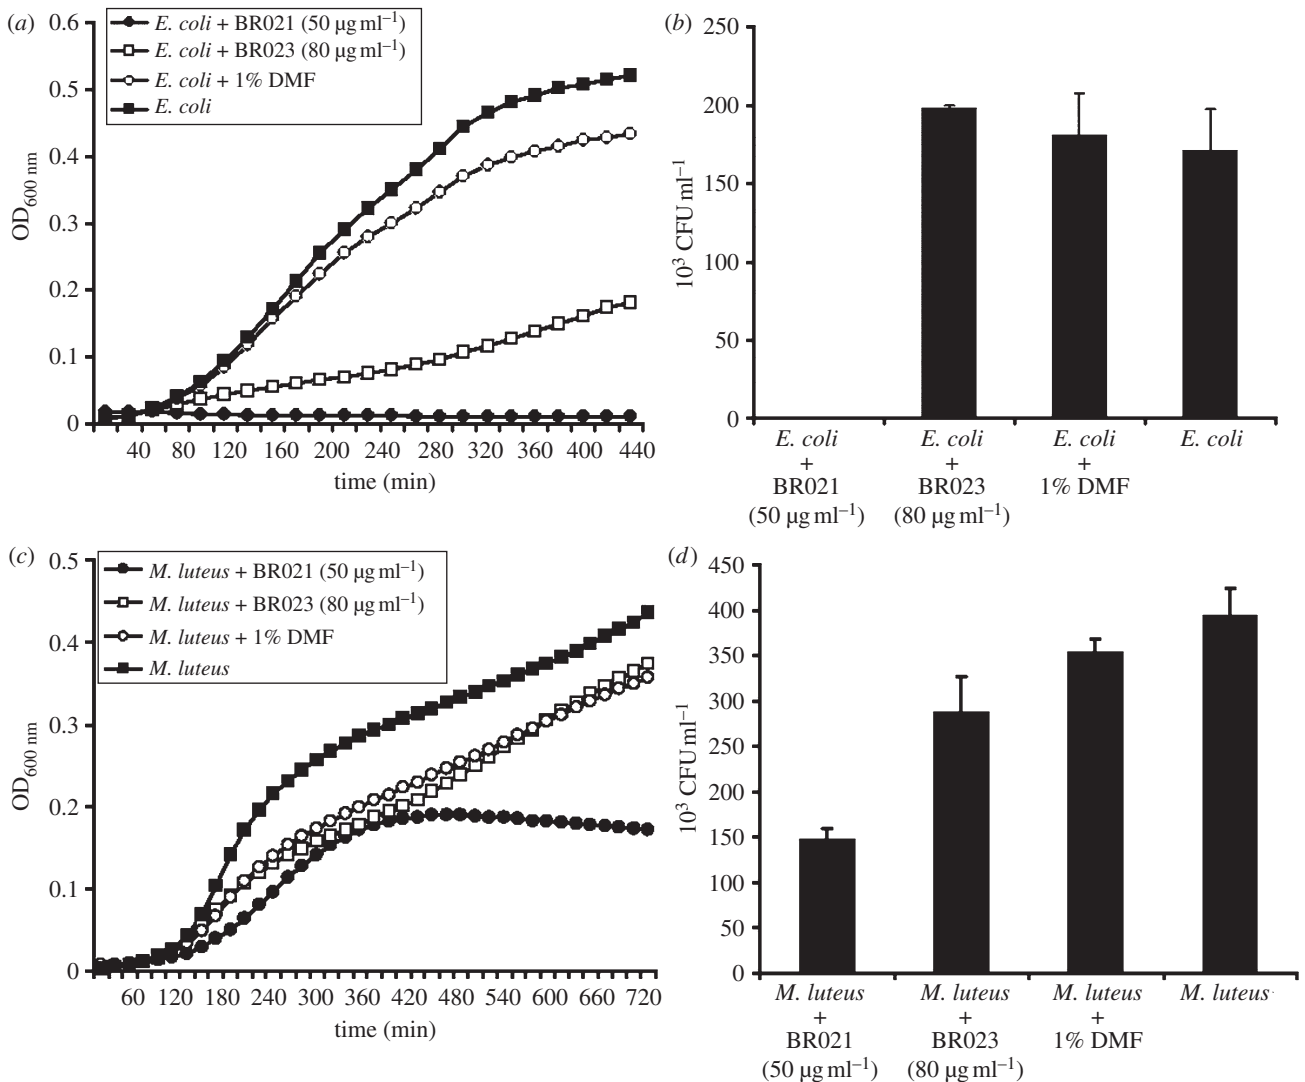 (a)
0.6
0.5
0.4
0.3
0.2
0.1
0
OD600 nm
E. coli + BR021 (50 µg ml–1)
E. coli + BR023 (80 µg ml–1)
E. coli + 1% DMF
E. coli
40 80 120 160 200 240 280 320 360 400 440
time (min)
(b)
250
200
150
100
50
0
10³ CFU ml–1
E. coli + BR021 (50 µg ml–1)
E. coli + BR023 (80 µg ml–1)
E. coli + 1% DMF
E. coli
(c)
0.5
0.4
0.3
0.2
0.1
0
OD600 nm
M. luteus + BR021 (50 µg ml–1)
M. luteus + BR023 (80 µg ml–1)
M. luteus + 1% DMF
M. luteus
60 120 180 240 300 360 420 480 540 600 660 720
time (min)
(d)
450
400
350
300
250
200
150
100
50
0
10³ CFU ml–1
M. luteus + BR021 (50 µg ml–1)
M. luteus + BR023 (80 µg ml–1)
M. luteus + 1% DMF
M. luteus